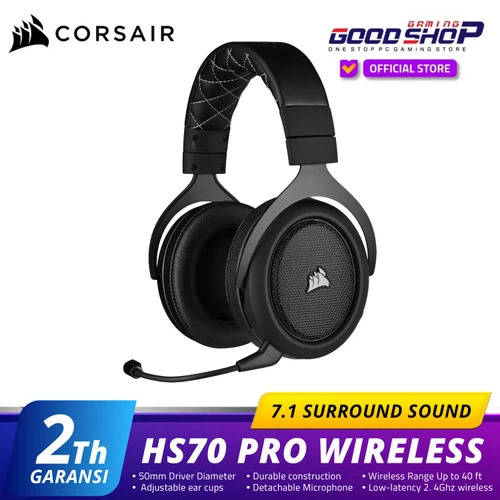 CORSAIR
GAMING
GOODSHOP
ONE STOP PC GAMING STORE
OFFICIAL STORE
7.1 SURROUND SOUND
2Th
GARANSI
HS70 PRO WIRELESS
• 50mm Driver Diameter
• Adjustable ear cups
• Durable construction
• Detachable Microphone
• Wireless Range Up to 40 ft
• Low-latency 2. 4Ghz wireless